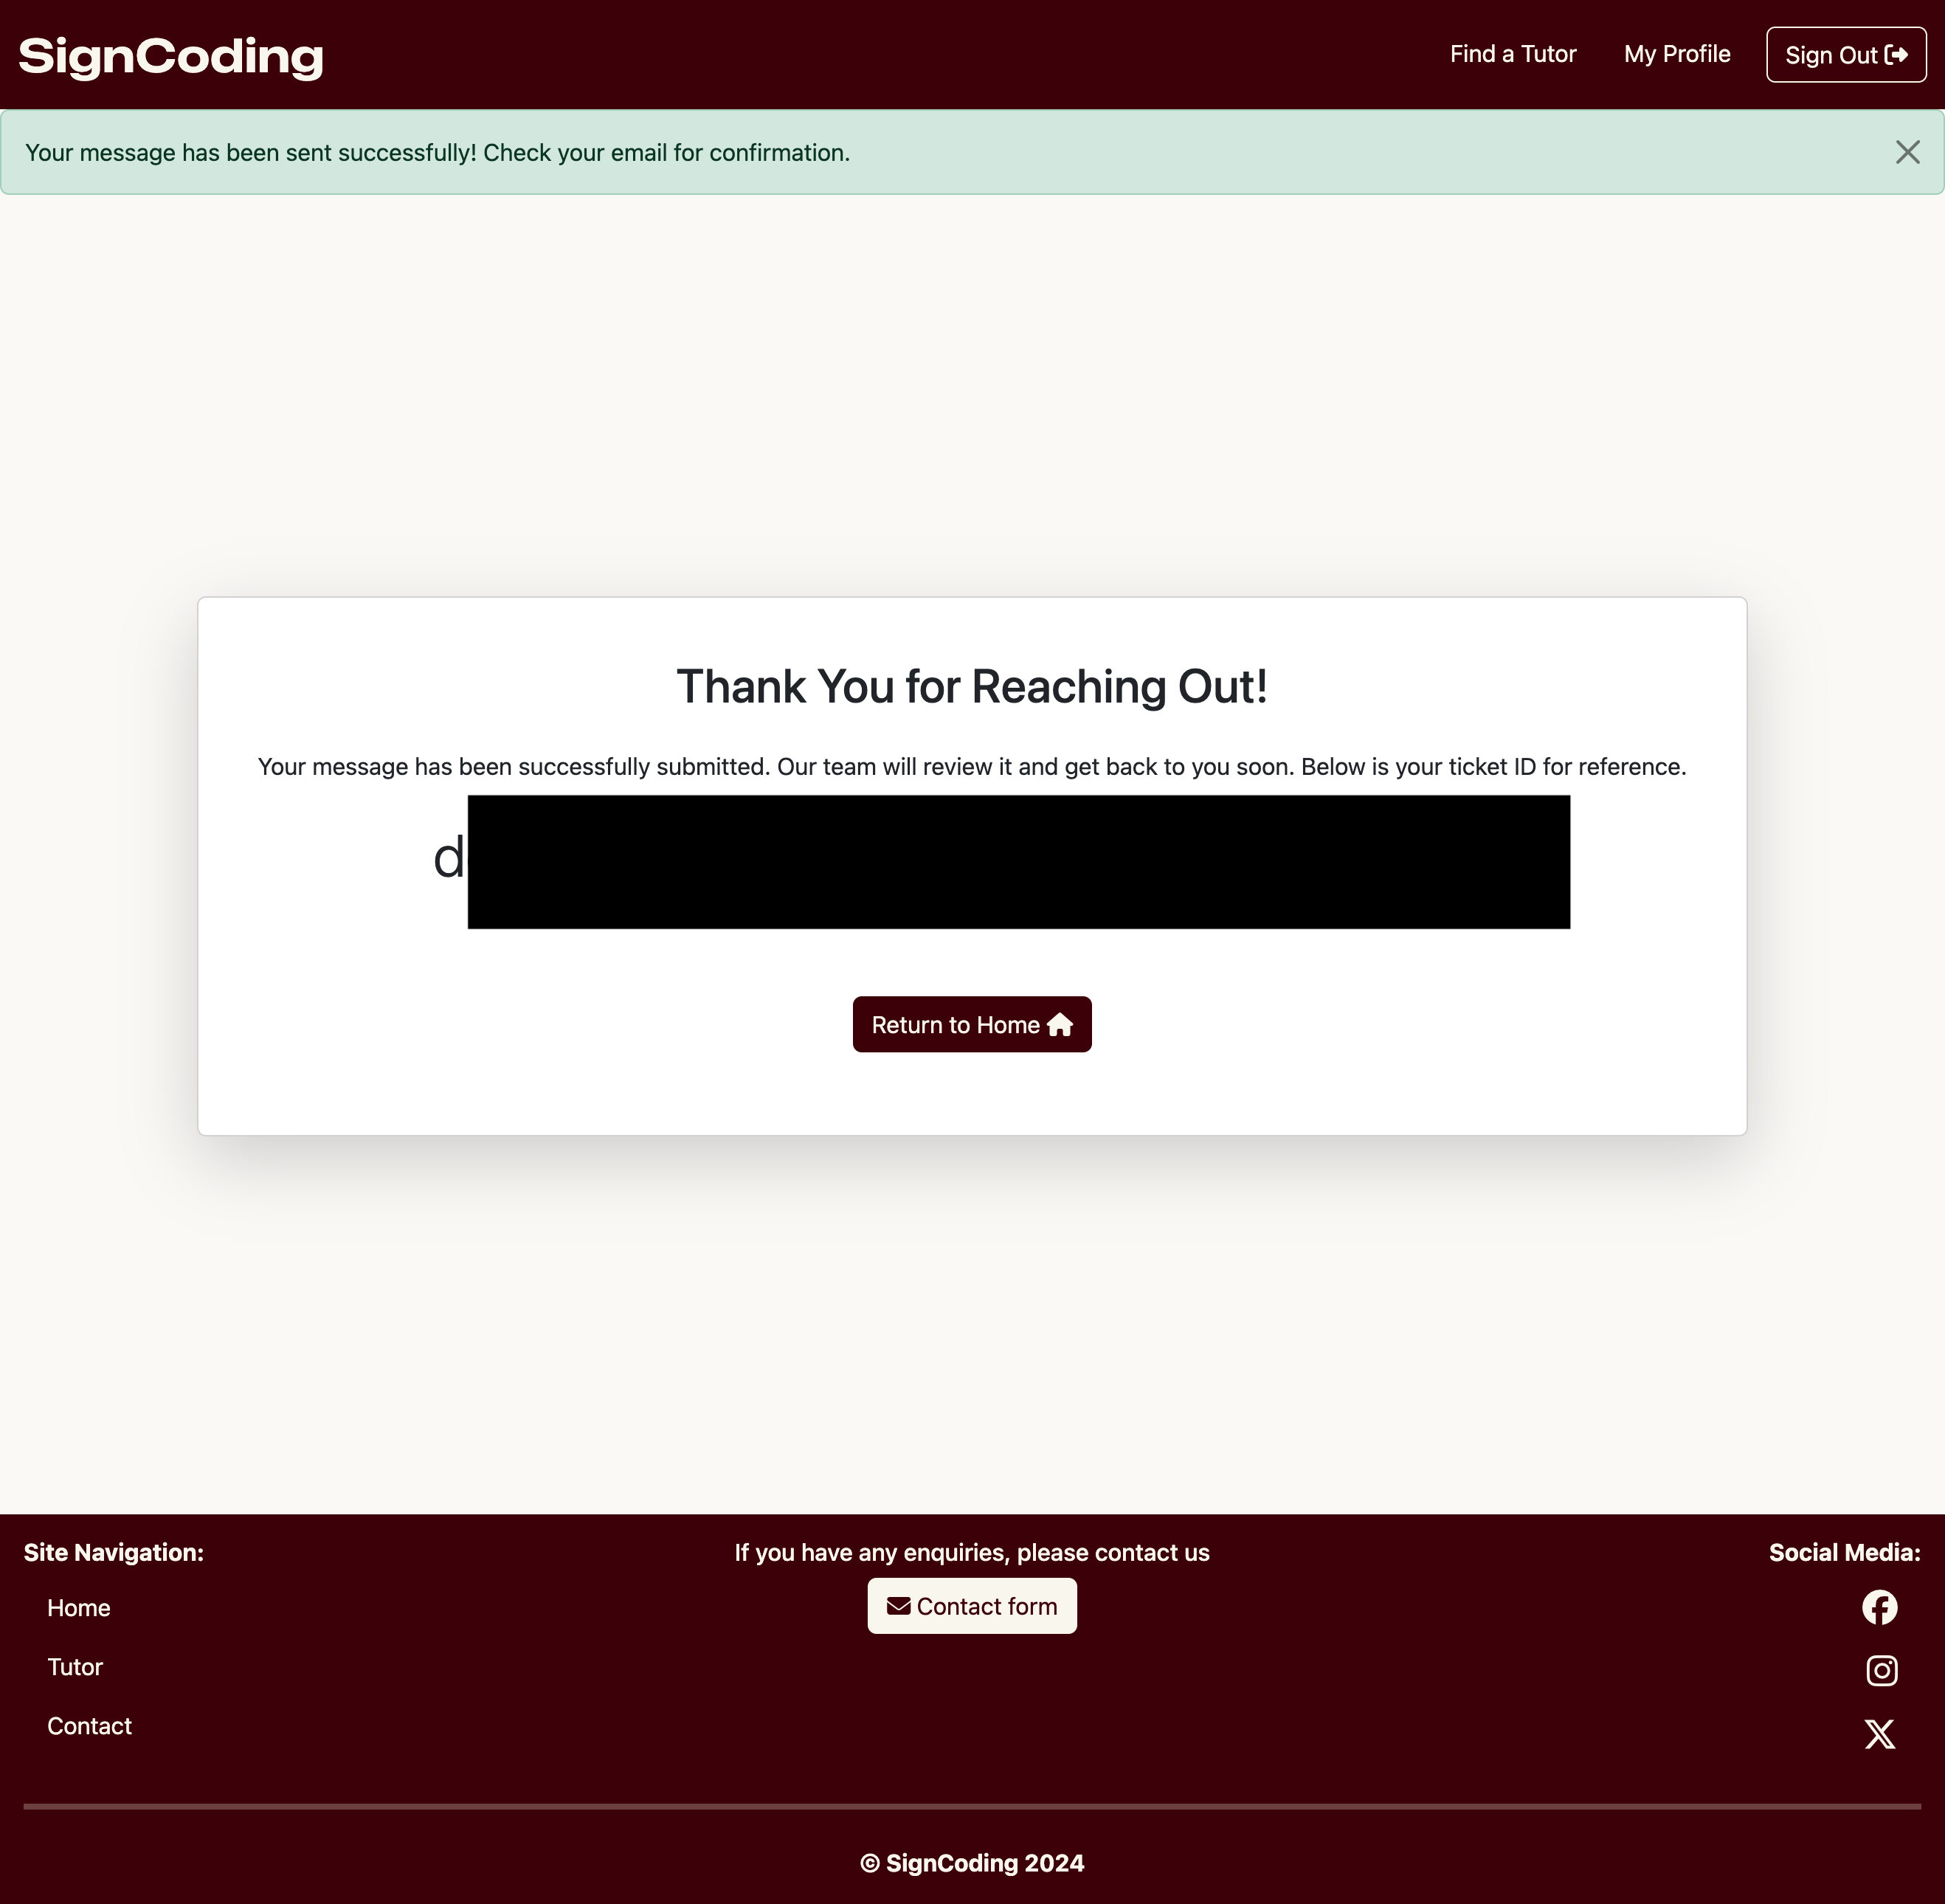 SignCoding
Find a Tutor
My Profile
Sign Out
Your message has been sent successfully! Check your email for confirmation.
Thank You for Reaching Out!
Your message has been successfully submitted. Our team will review it and get back to you soon. Below is your ticket ID for reference.
d
Return to Home
Site Navigation:
Home
Tutor
Contact
If you have any enquiries, please contact us
Contact form
Social Media:
© SignCoding 2024